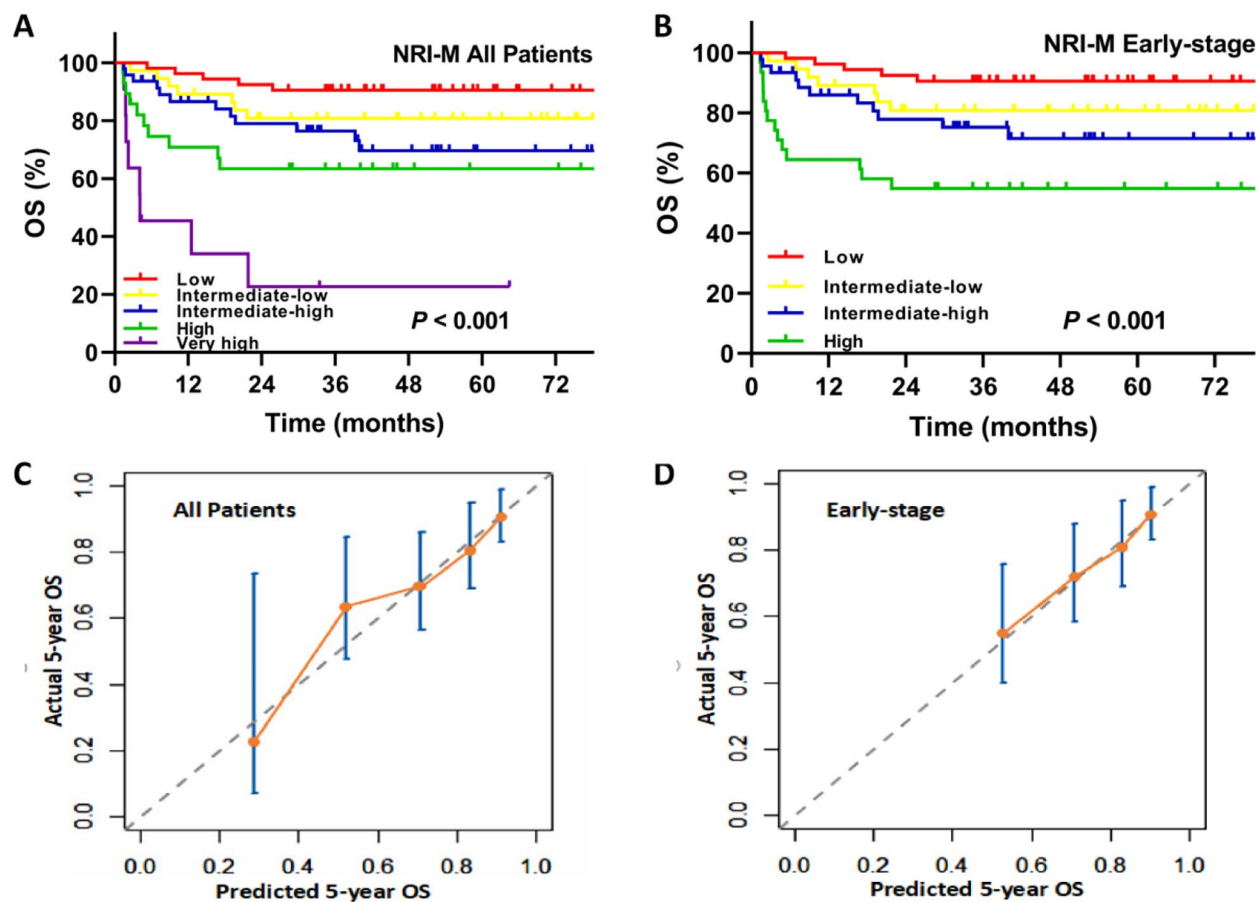 A
NRI-M All Patients
OS (%)
100
80
60
40
20
0
Low
Intermediate-low
Intermediate-high
High
Very high
P < 0.001
0 12 24 36 48 60 72
Time (months)
B
NRI-M Early-stage
OS (%)
100
80
60
40
20
0
Low
Intermediate-low
Intermediate-high
High
P < 0.001
0 12 24 36 48 60 72
Time (months)
C
All Patients
Actual 5-year OS
1.0
0.8
0.6
0.4
0.2
0.0
0.0 0.2 0.4 0.6 0.8 1.0
Predicted 5-year OS
D
Early-stage
Actual 5-year OS
1.0
0.8
0.6
0.4
0.2
0.0
0.0 0.2 0.4 0.6 0.8 1.0
Predicted 5-year OS